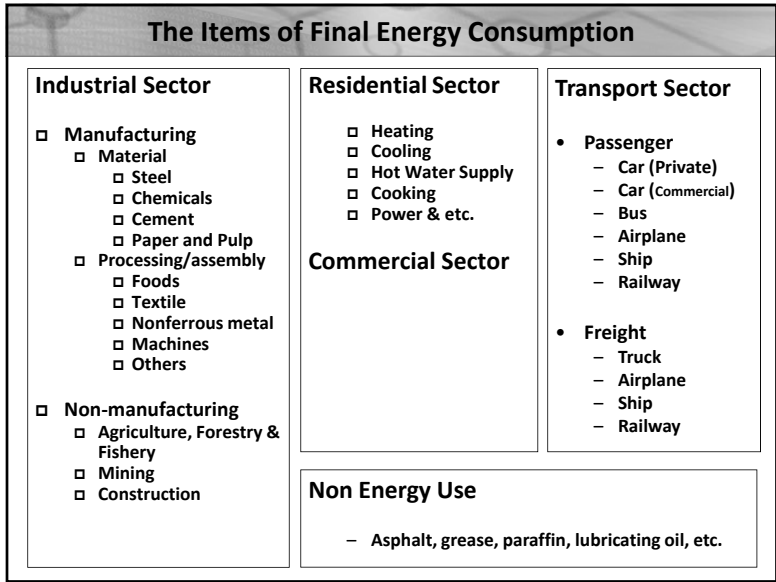 The Items of Final Energy Consumption
Industrial Sector
Manufacturing
Material
Steel
Chemicals
Cement
Paper and Pulp
Processing/assembly
Foods
Textile
Nonferrous metal
Machines
Others
Non-manufacturing
Agriculture, Forestry &
Fishery
Mining
Construction
Residential Sector
Heating
Cooling
Hot Water Supply
Cooking
Power & etc.
Commercial Sector
Transport Sector
• Passenger
– Car (Private)
– Car (Commercial)
– Bus
– Airplane
– Ship
– Railway
• Freight
– Truck
– Airplane
– Ship
– Railway
Non Energy Use
– Asphalt, grease, paraffin, lubricating oil, etc.